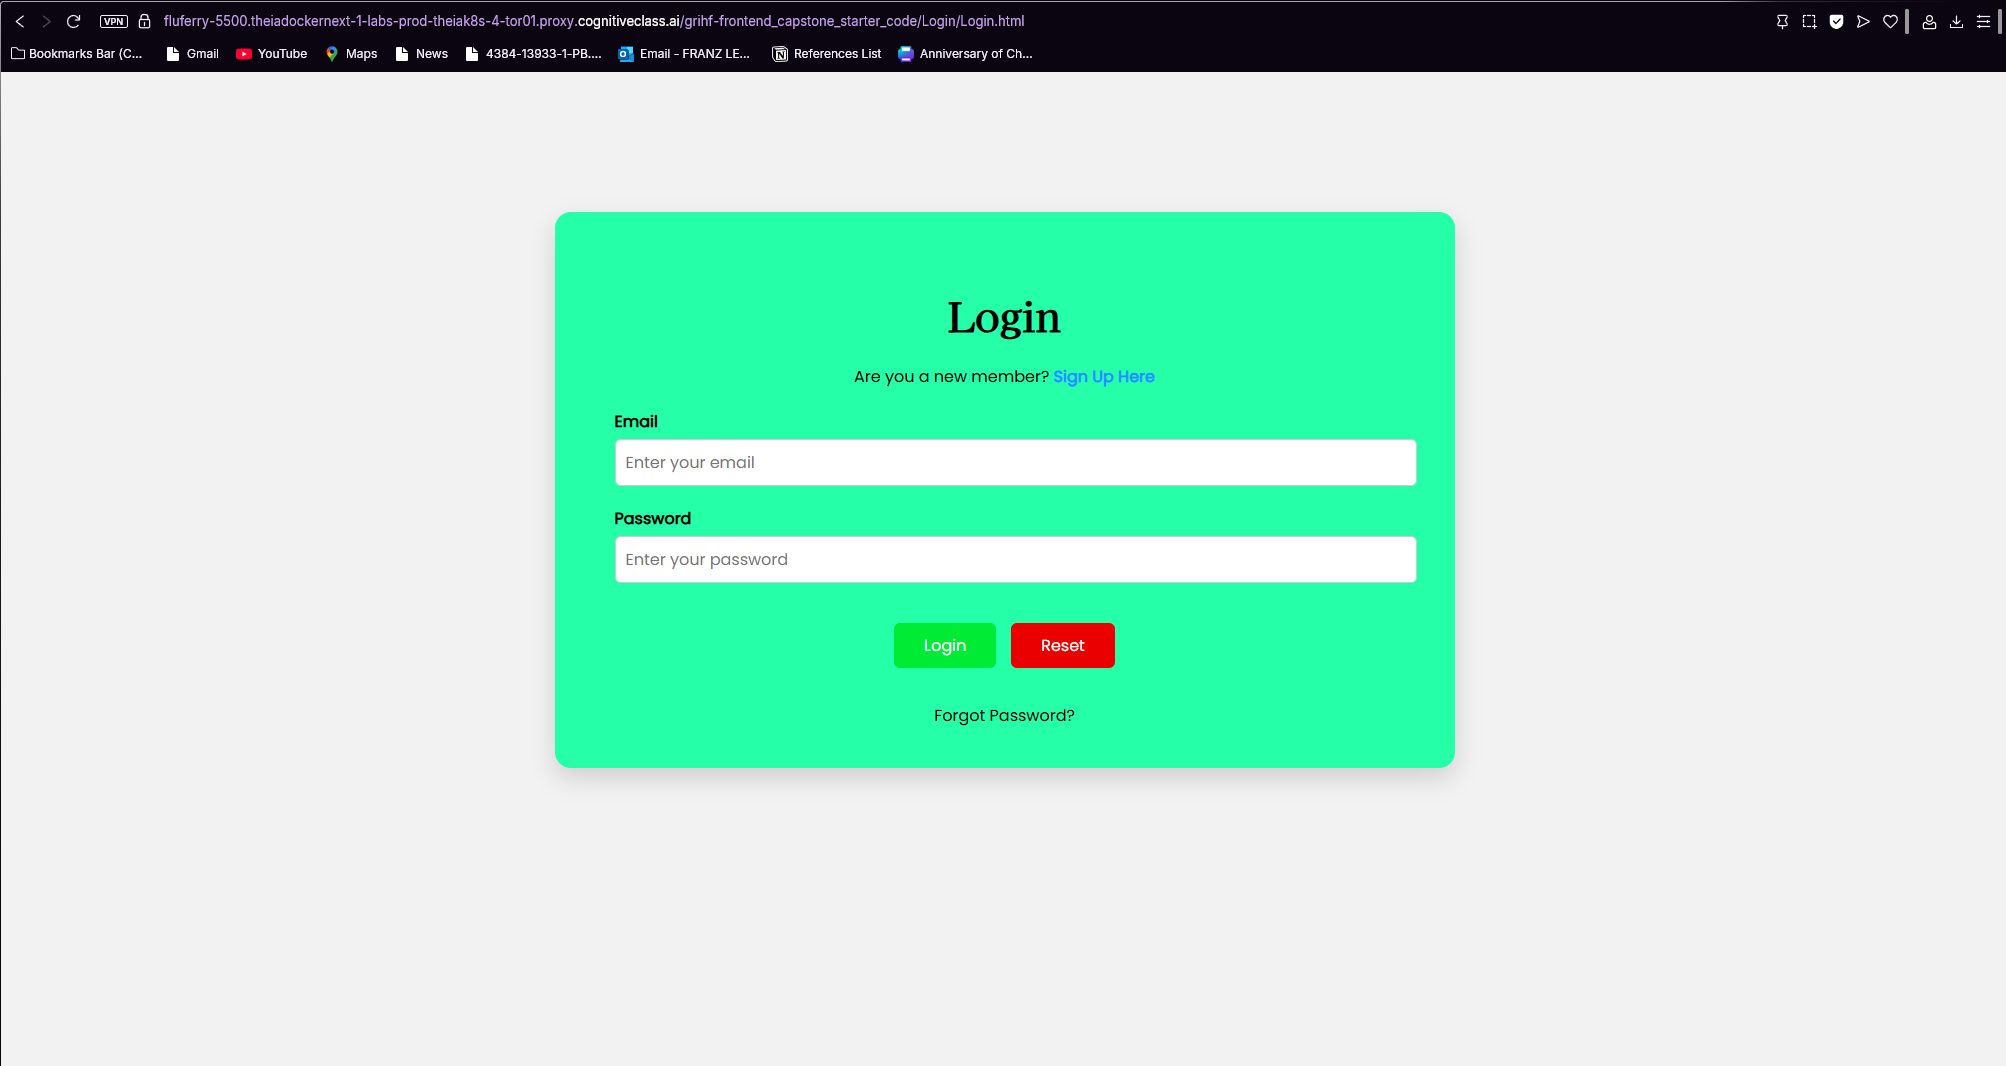 VPN fluferry-5500.theiadockernext-1-labs-prod-theiak8s-4-tor01.proxy.cognitiveclass.ai/grihf-frontend_capstone_starter_code/Login/Login.html
Bookmarks Bar (C... Gmail YouTube Maps News 4384-13933-1-PB.... Email - FRANZ LE... References List Anniversary of Ch...
Login
Are you a new member? Sign Up Here
Email
Enter your email
Password
Enter your password
Login Reset
Forgot Password?